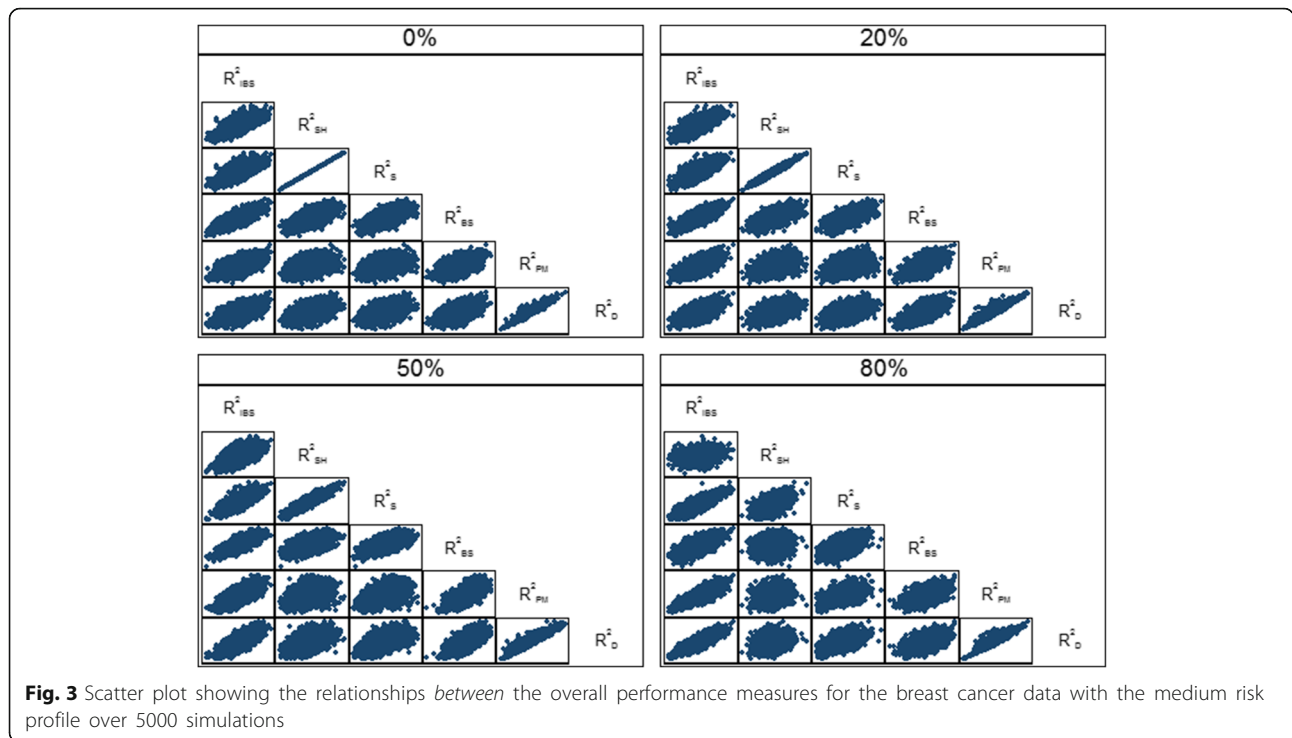 0%
R²IBS
R²SH
R²S
R²BS
R²PM
R²D
20%
R²IBS
R²SH
R²S
R²BS
R²PM
R²D
50%
R²IBS
R²SH
R²S
R²BS
R²PM
R²D
80%
R²IBS
R²SH
R²S
R²BS
R²PM
R²D
Fig. 3 Scatter plot showing the relationships between the overall performance measures for the breast cancer data with the medium risk
profile over 5000 simulations